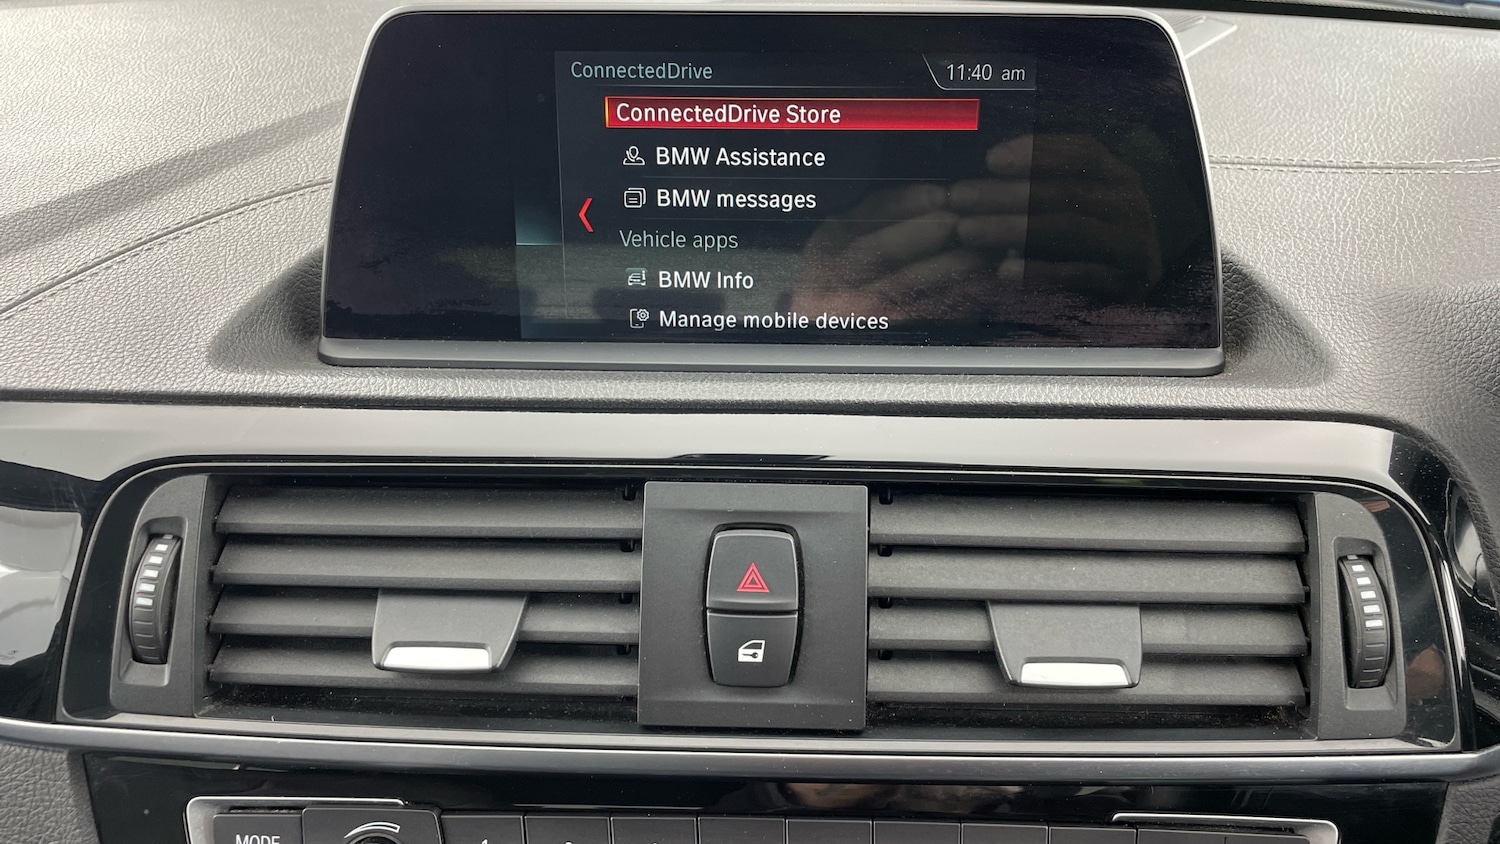 ConnectedDrive
11:40 am
ConnectedDrive Store
BMW Assistance
BMW messages
Vehicle apps
BMW Info
Manage mobile devices
MODE